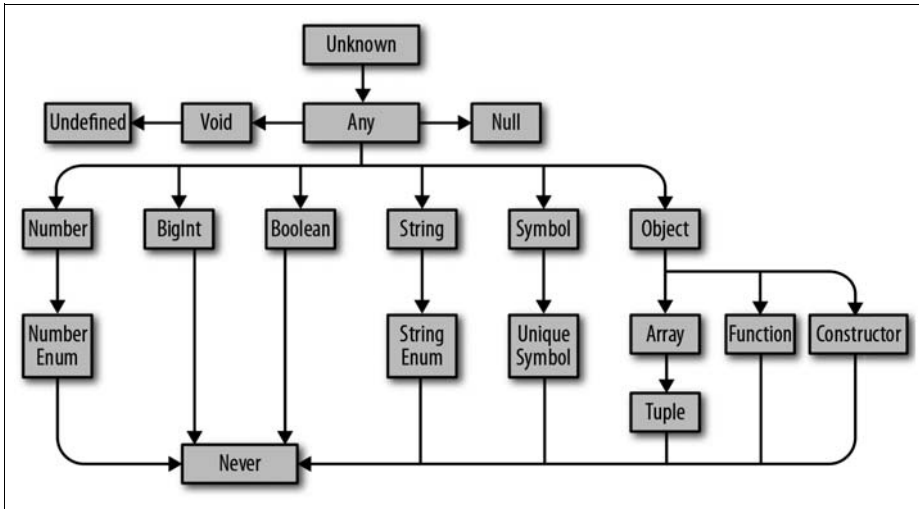 Unknown
Undefined
Void
Any
Null
Number
BigInt
Boolean
String
Symbol
Object
Number
Enum
String
Enum
Unique
Symbol
Array
Function
Constructor
Tuple
Never